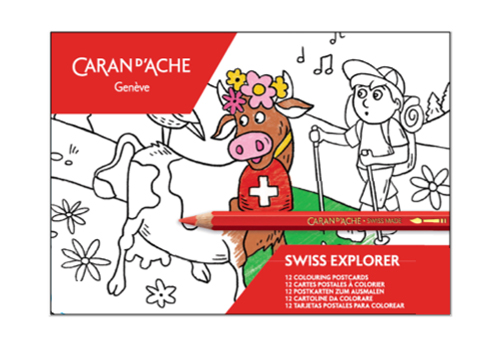 CARAN D'ACHE
Genève
CARAN D'ACHE SWISS MADE
SWISS EXPLORER
12 COLOURING POSTCARDS
12 CARTES POSTALES À COLORIER
12 POSTKARTEN ZUM AUSMALEN
12 CARTOLINE DA COLORARE
12 TARJETAS POSTALES PARA COLOREAR